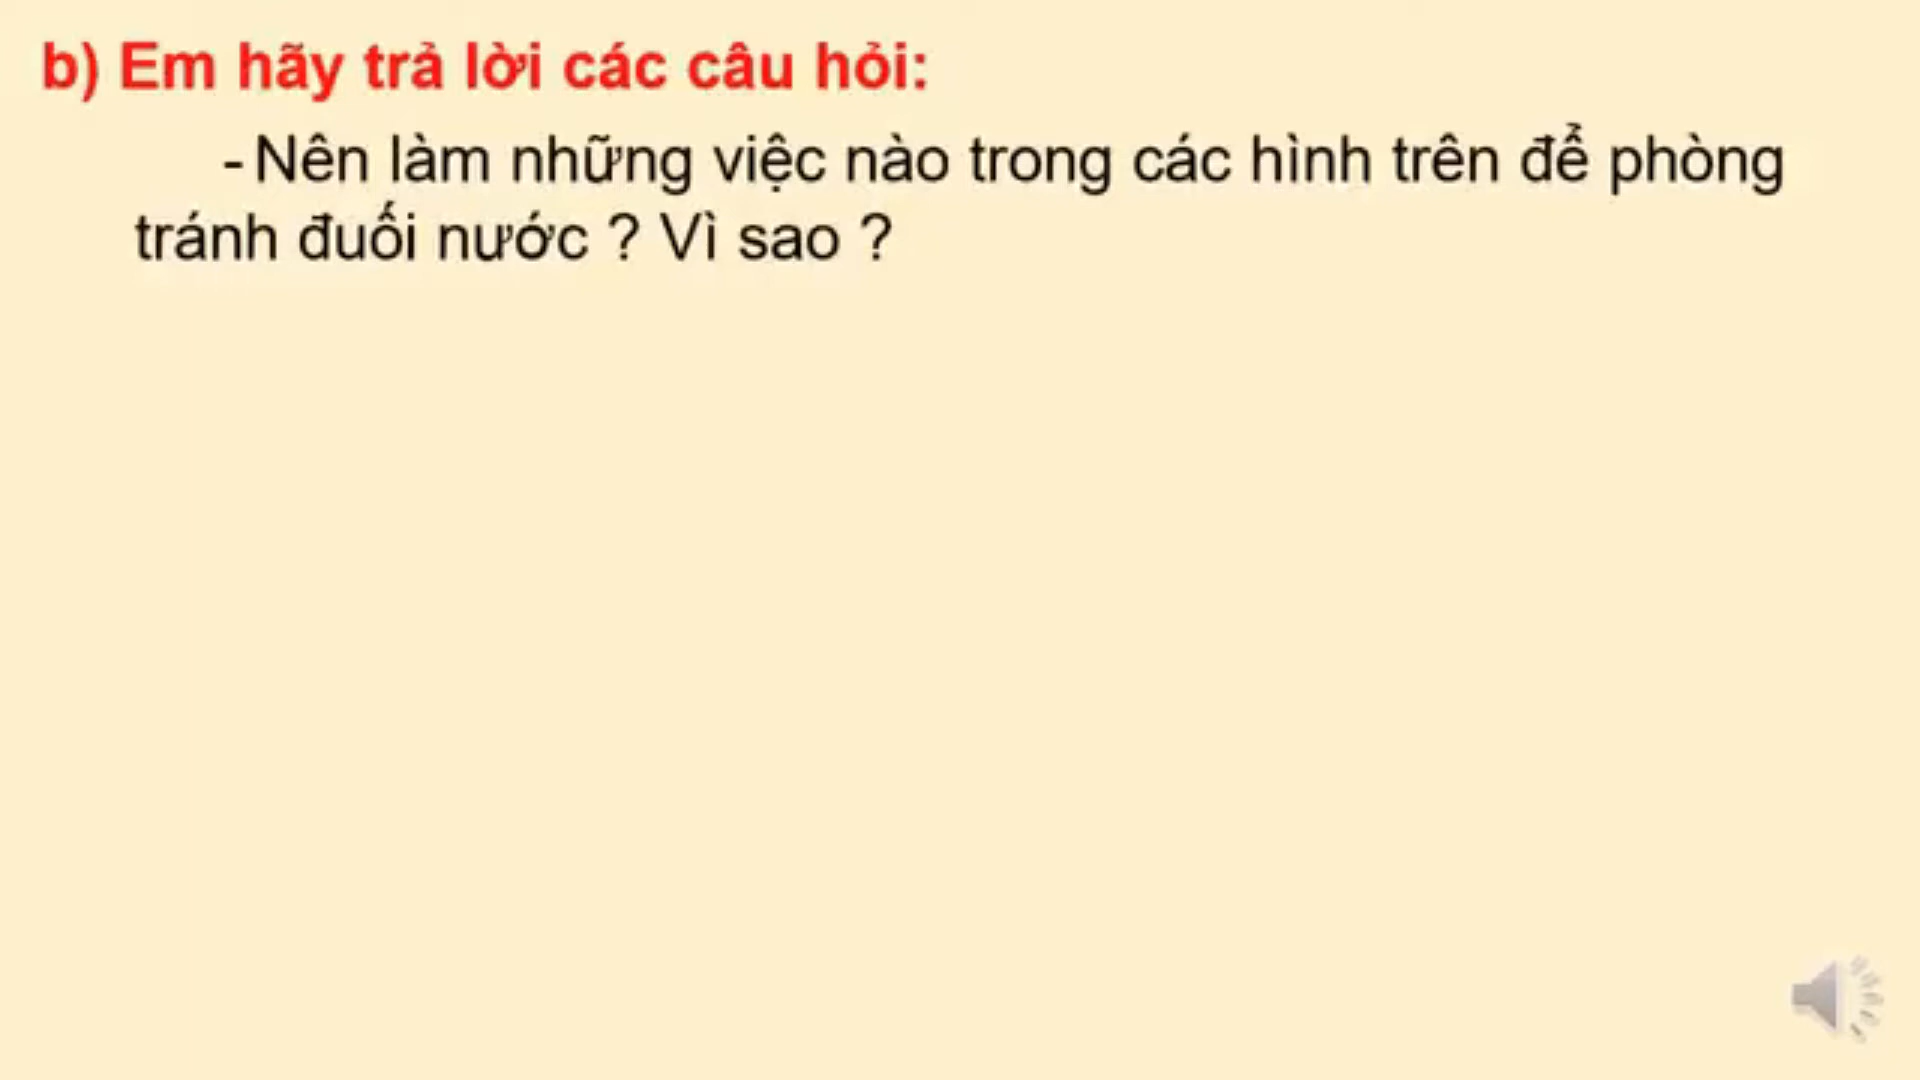 b) Em hãy trả lời các câu hỏi:
- Nên làm những việc nào trong các hình trên để phòng
tránh đuối nước ? Vì sao ?